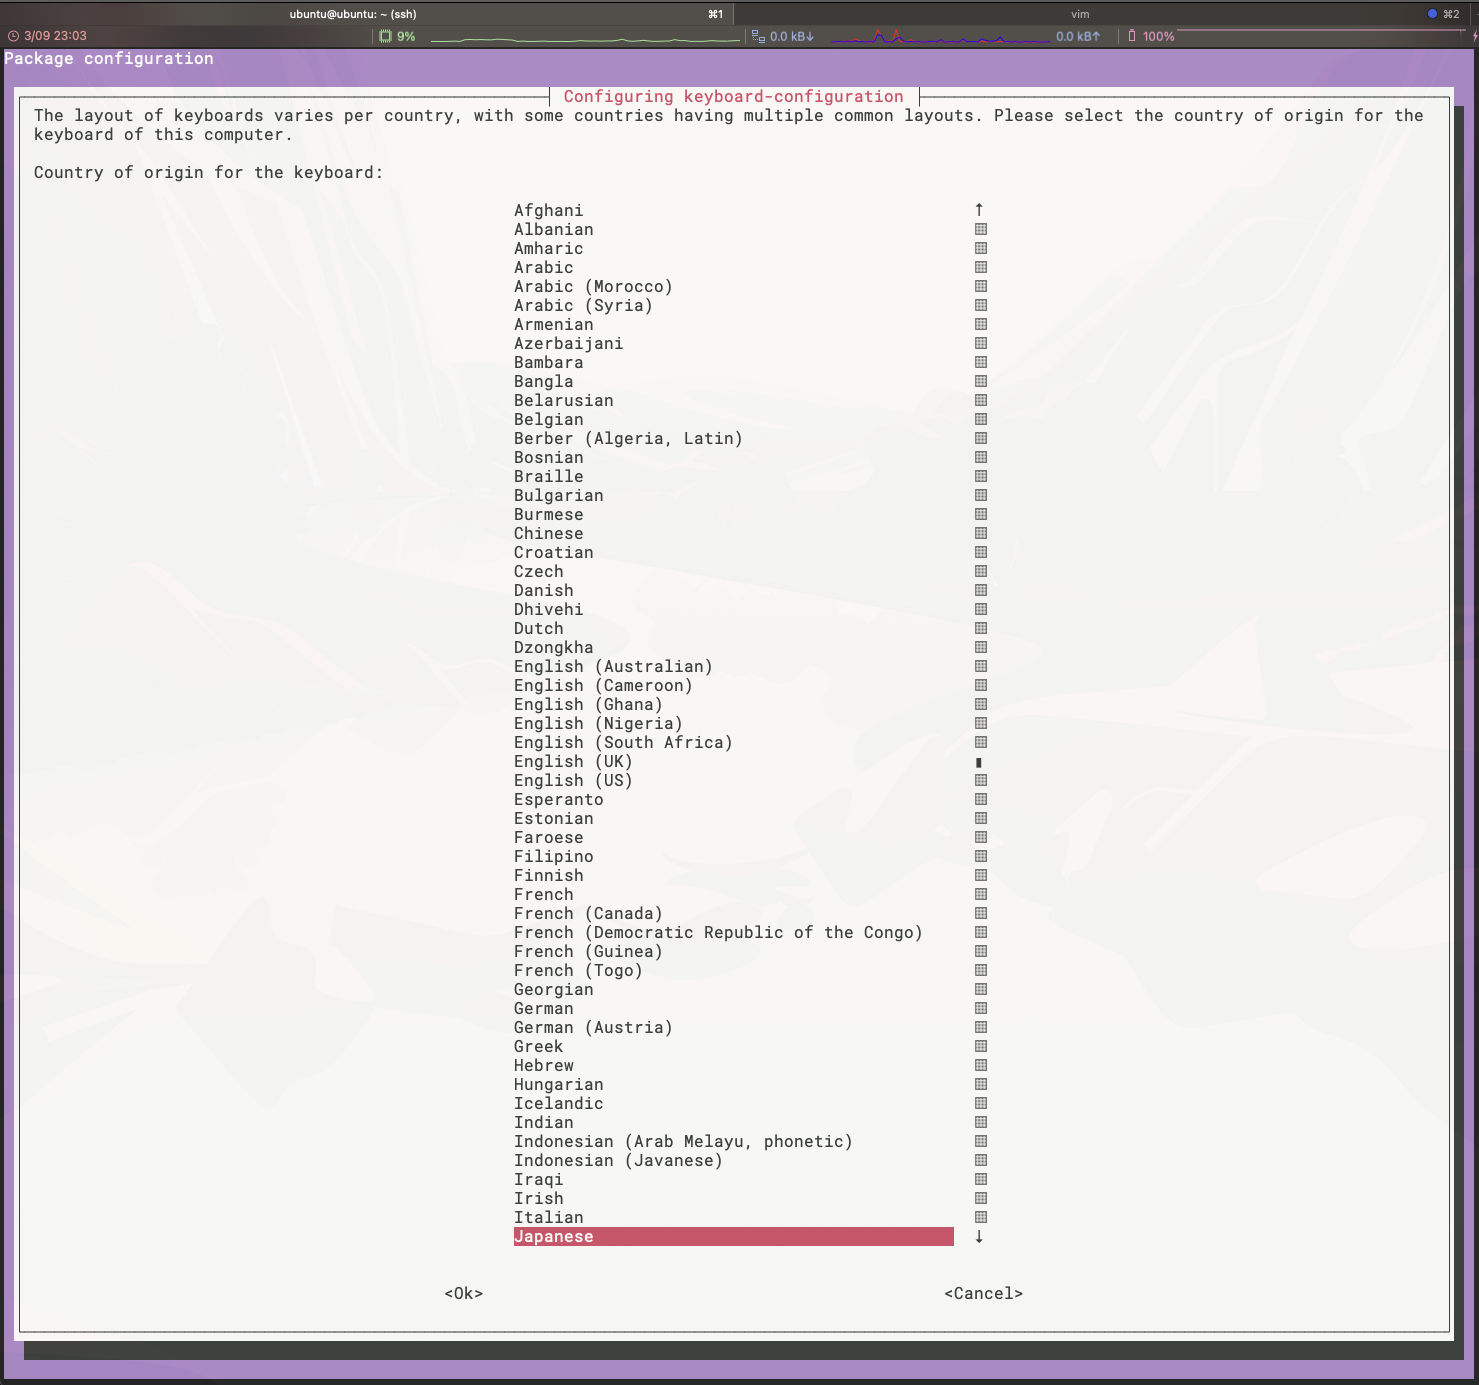 ubuntu@ubuntu: ~ (ssh) ⌘1 vim ⌘2
3/09 23:03 9% 0.0 kB↓ 0.0 kB↑ 100%
Package configuration
Configuring keyboard-configuration
The layout of keyboards varies per country, with some countries having multiple common layouts. Please select the country of origin for the
keyboard of this computer.
Country of origin for the keyboard:
Afghani ↑
Albanian
Amharic
Arabic
Arabic (Morocco)
Arabic (Syria)
Armenian
Azerbaijani
Bambara
Bangla
Belarusian
Belgian
Berber (Algeria, Latin)
Bosnian
Braille
Bulgarian
Burmese
Chinese
Croatian
Czech
Danish
Dhivehi
Dutch
Dzongkha
English (Australian)
English (Cameroon)
English (Ghana)
English (Nigeria)
English (South Africa)
English (UK)
English (US)
Esperanto
Estonian
Faroese
Filipino
Finnish
French
French (Canada)
French (Democratic Republic of the Congo)
French (Guinea)
French (Togo)
Georgian
German
German (Austria)
Greek
Hebrew
Hungarian
Icelandic
Indian
Indonesian (Arab Melayu, phonetic)
Indonesian (Javanese)
Iraqi
Irish
Italian
Japanese ↓
<Ok> <Cancel>